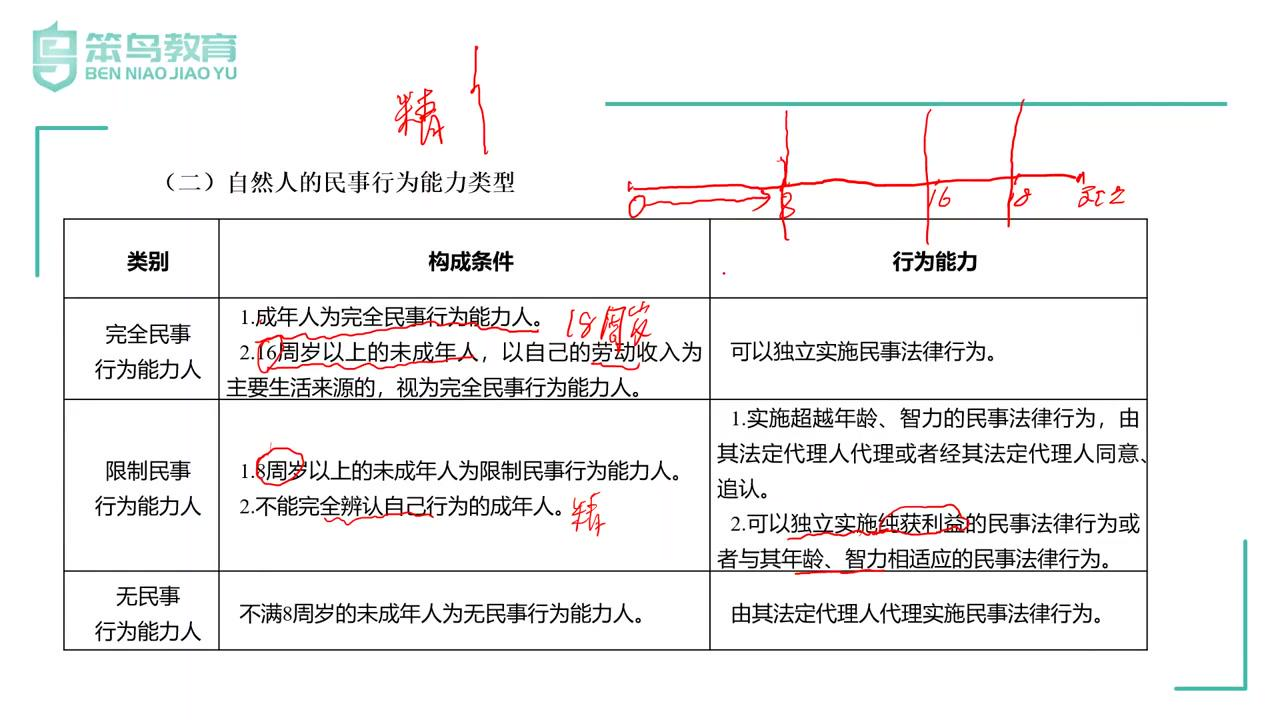 笨鸟教育
BEN NIAO JIAO YU
精
（二）自然人的民事行为能力类型
0 8 16 18 死亡
类别 构成条件 行为能力
完全民事
行为能力人
1.成年人为完全民事行为能力人。 18周岁
2.16周岁以上的未成年人，以自己的劳动收入为
主要生活来源的，视为完全民事行为能力人。
可以独立实施民事法律行为。
限制民事
行为能力人
1.8周岁以上的未成年人为限制民事行为能力人。
2.不能完全辨认自己行为的成年人。 精
1.实施超越年龄、智力的民事法律行为，由
其法定代理人代理或者经其法定代理人同意、
追认。
2.可以独立实施纯获利益的民事法律行为或
者与其年龄、智力相适应的民事法律行为。
无民事
行为能力人
不满8周岁的未成年人为无民事行为能力人。
由其法定代理人代理实施民事法律行为。